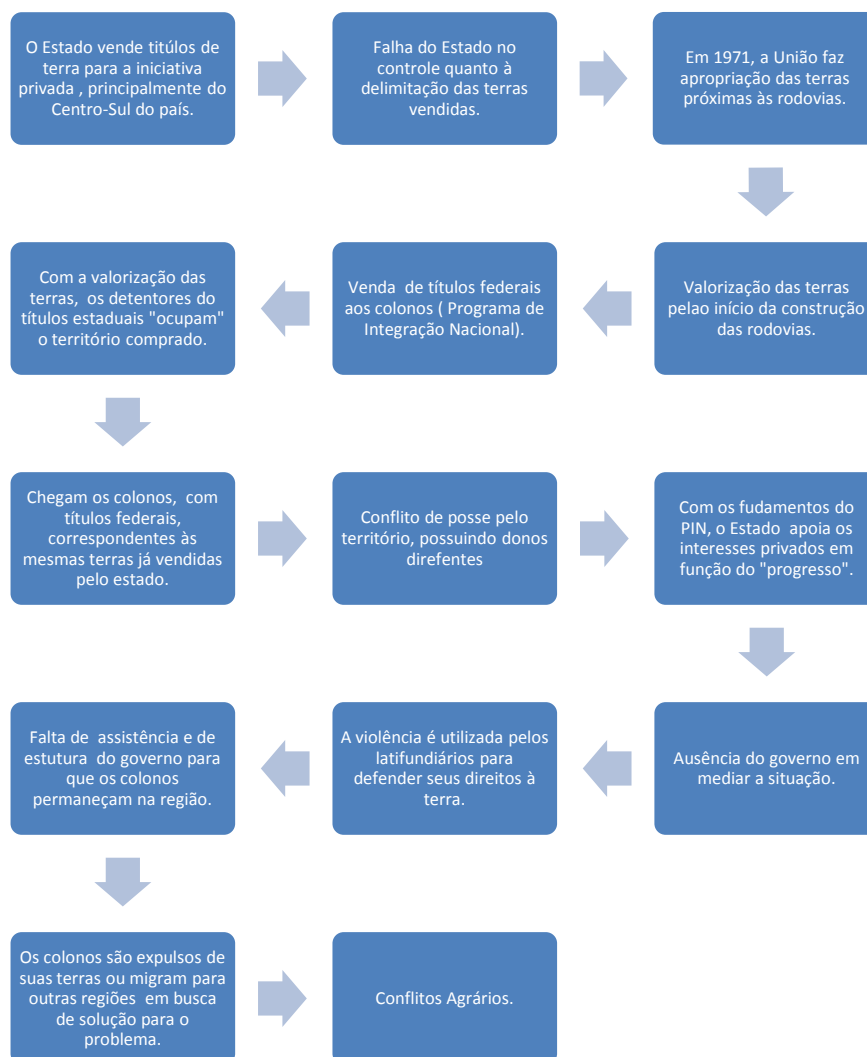 O Estado vende titúlos de
terra para a iniciativa
privada , principalmente do
Centro-Sul do país.
Falha do Estado no
controle quanto à
delimitação das terras
vendidas.
Em 1971, a União faz
apropriação das terras
próximas às rodovias.
Valorização das terras
pelao início da construção
das rodovias.
Venda de títulos federais
aos colonos ( Programa de
Integração Nacional).
Com a valorização das
terras, os detentores do
títulos estaduais "ocupam"
o território comprado.
Chegam os colonos, com
títulos federais,
correspondentes às
mesmas terras já vendidas
pelo estado.
Conflito de posse pelo
território, possuindo donos
direfentes
Com os fudamentos do
PIN, o Estado apoia os
interesses privados em
função do "progresso".
Ausência do governo em
mediar a situação.
A violência é utilizada pelos
latifundiários para
defender seus direitos à
terra.
Falta de assistência e de
estutura do governo para
que os colonos
permaneçam na região.
Os colonos são expulsos de
suas terras ou migram para
outras regiões em busca
de solução para o
problema.
Conflitos Agrários.